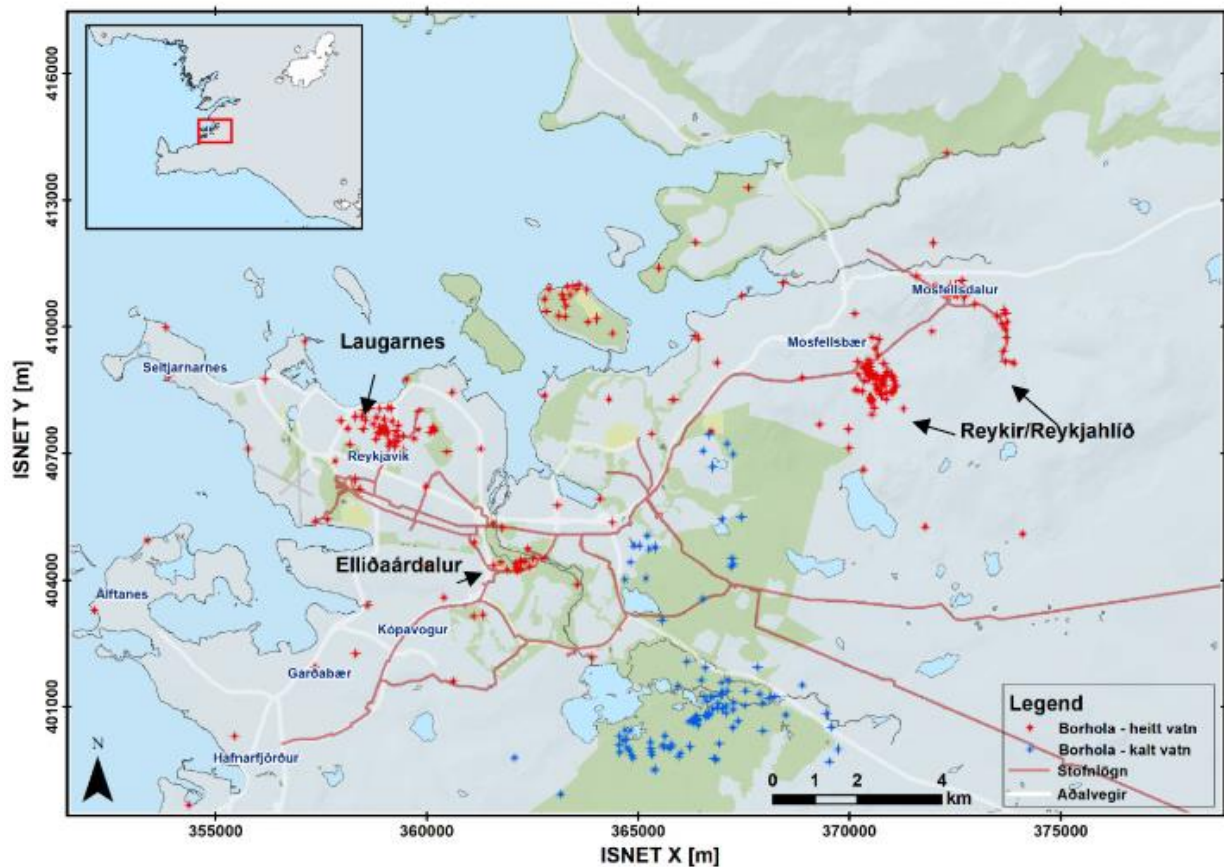 416000
413000
410000
407000
404000
401000
ISNET Y [m]
Mosfellsdalur
Laugarnes
Mosfellsbær
Seltjarnarnes
Reykir/Reykjahlíð
Reykjavík
Elliðaárdalur
Álftanes
Kópavogur
Garðabær
Hafnarfjörður
N
Legend
Borhola - heitt vatn
Borhola - kalt vatn
Stofnlögn
Aðalvegir
0 2 4
km
355000 360000 365000 370000 375000
ISNET X [m]